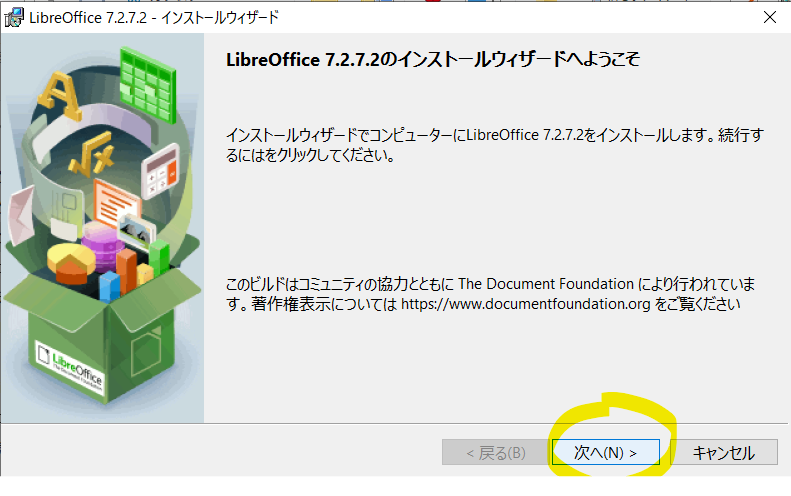 LibreOffice 7.2.7.2 - インストールウィザード
LibreOffice 7.2.7.2のインストールウィザードへようこそ
インストールウィザードでコンピューターにLibreOffice 7.2.7.2をインストールします。続行す
るにはをクリックしてください。
このビルドはコミュニティの協力とともに The Document Foundation により行われていま
す。著作権表示については https://www.documentfoundation.org をご覧ください
A
√x
LibreOffice
The Document Foundation
< 戻る(B)
次へ(N) >
キャンセル